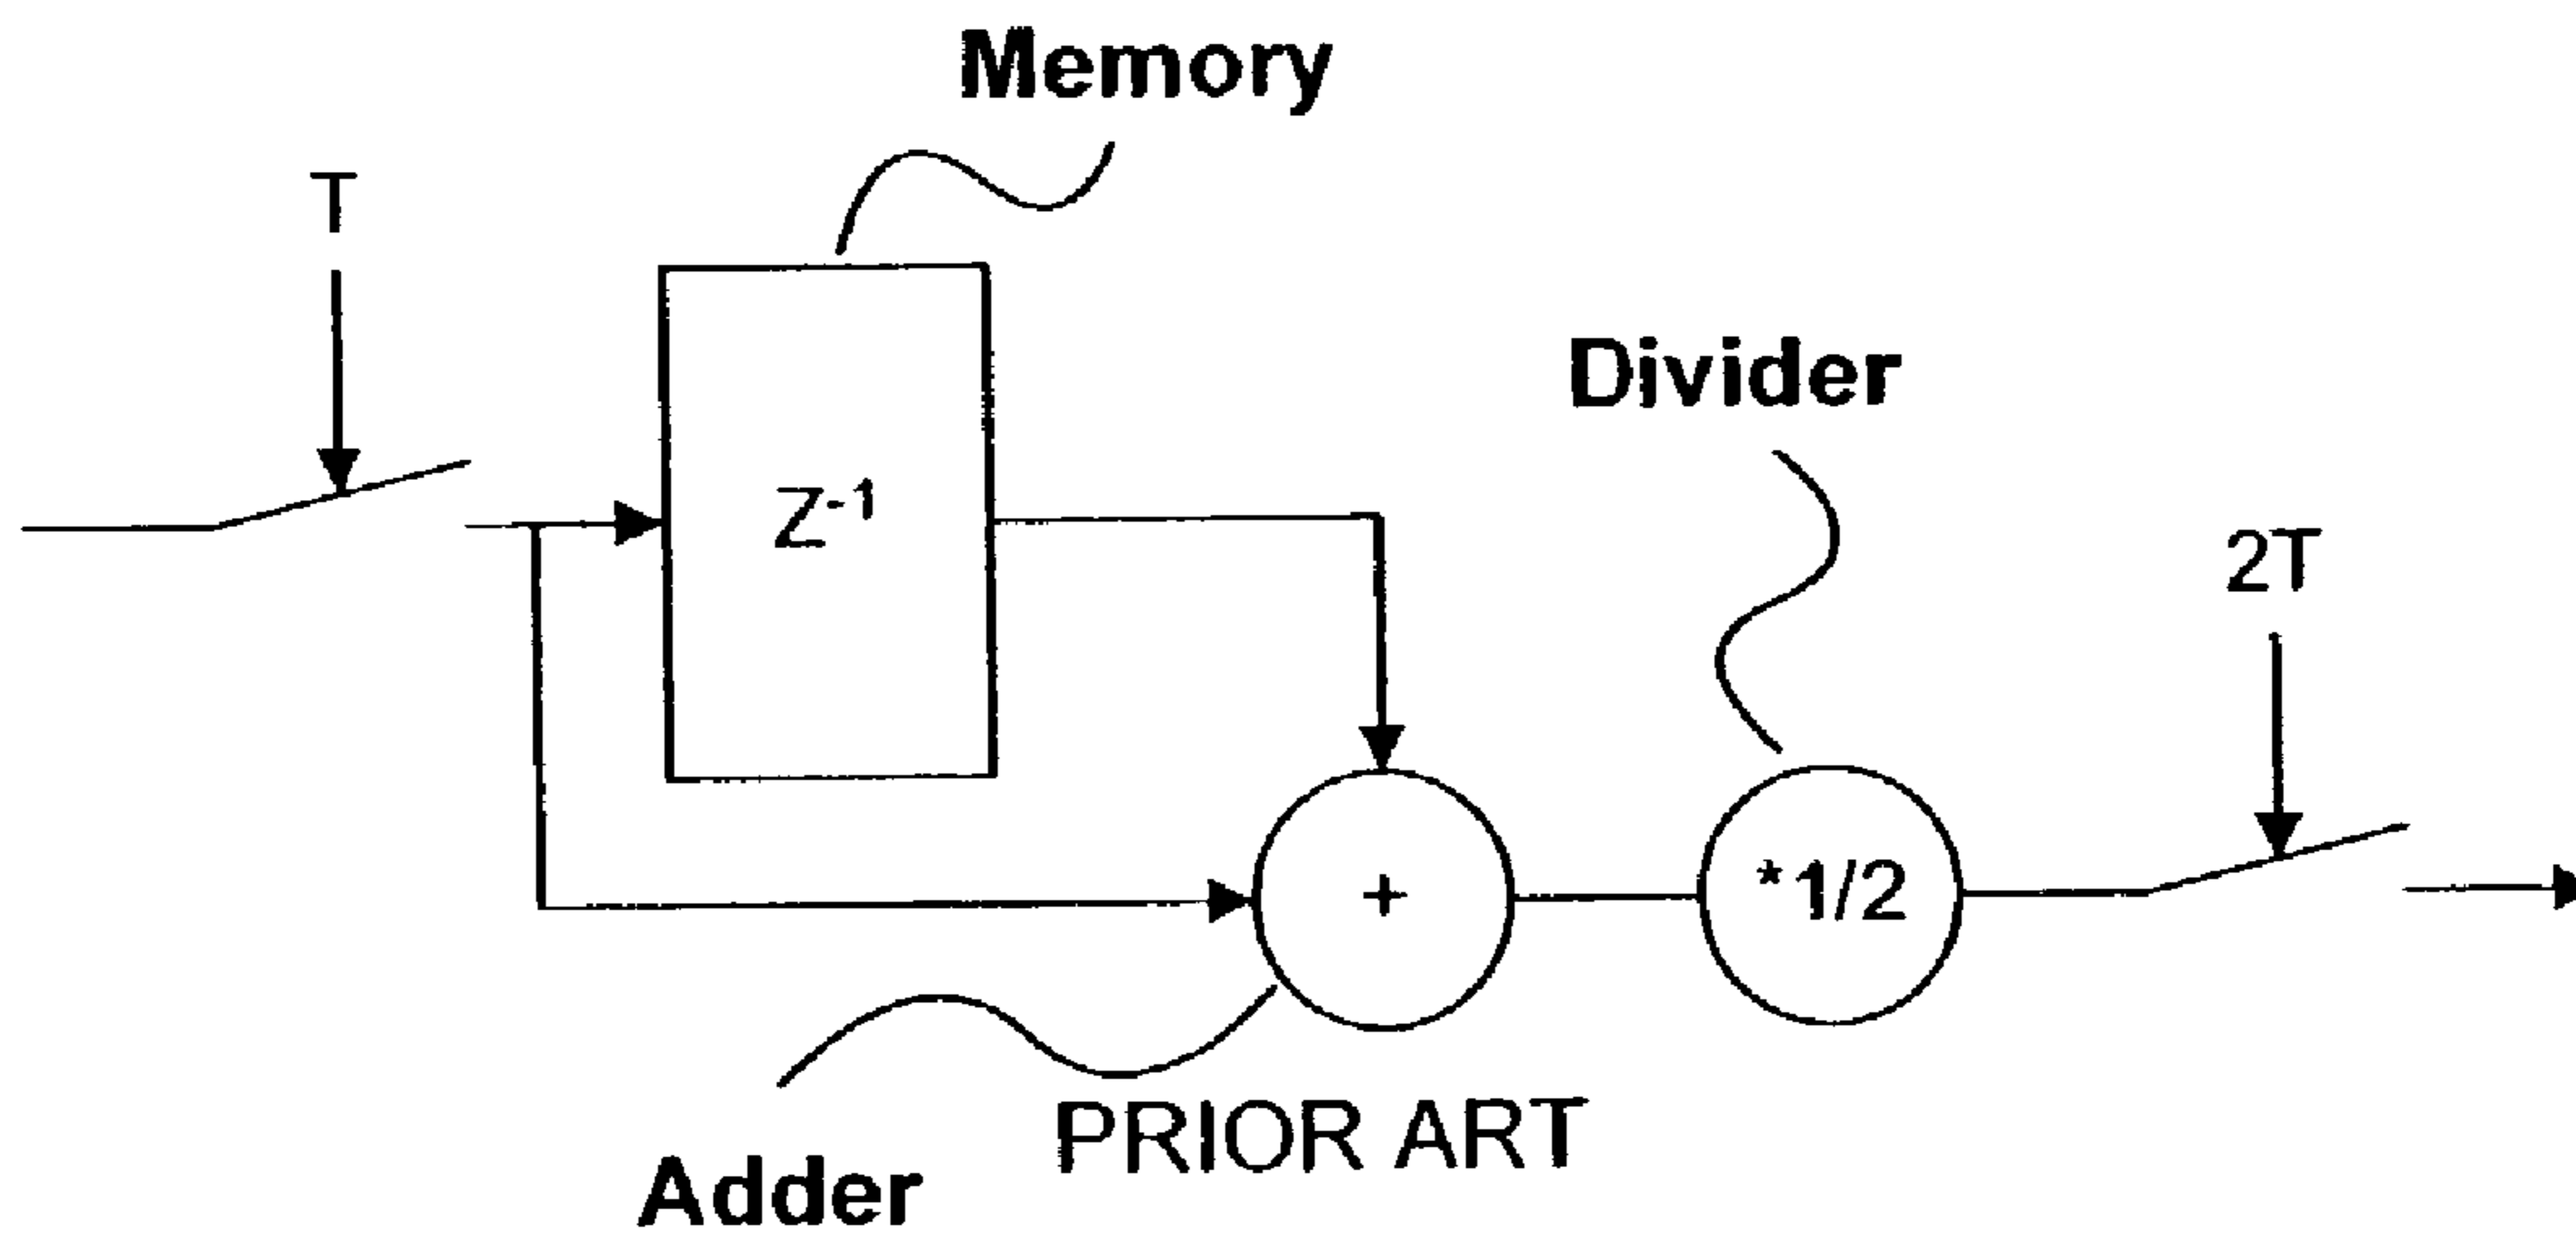 Memory
T
Divider
Z-1
2T
+
*1/2
PRIOR ART
Adder